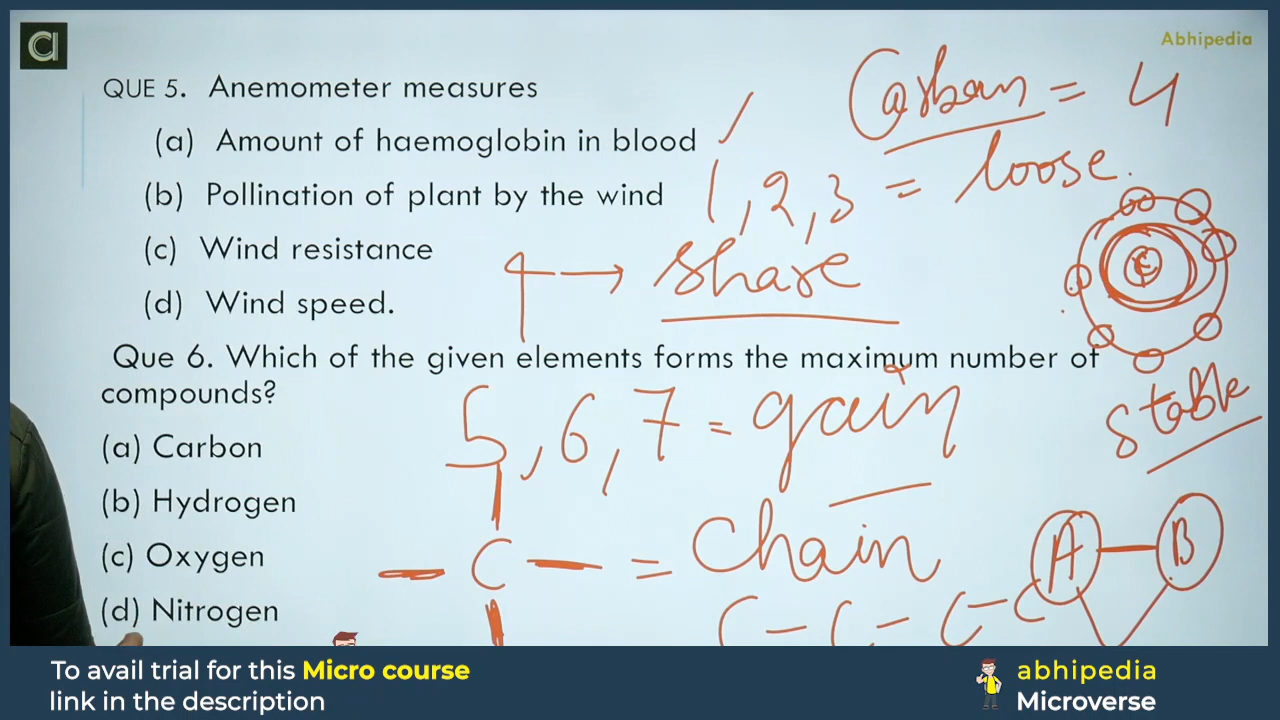 Abhipedia
QUE 5. Anemometer measures
(a) Amount of haemoglobin in blood
(b) Pollination of plant by the wind
(c) Wind resistance
(d) Wind speed.
Que 6. Which of the given elements forms the maximum number of
compounds?
(a) Carbon
(b) Hydrogen
(c) Oxygen
(d) Nitrogen
Carban = 4
1, 2, 3 = loose.
4 → share
5, 6, 7 = gain
stable
C = chain
C - C - C - C
A - B
To avail trial for this Micro course
link in the description
abhipedia
Microverse